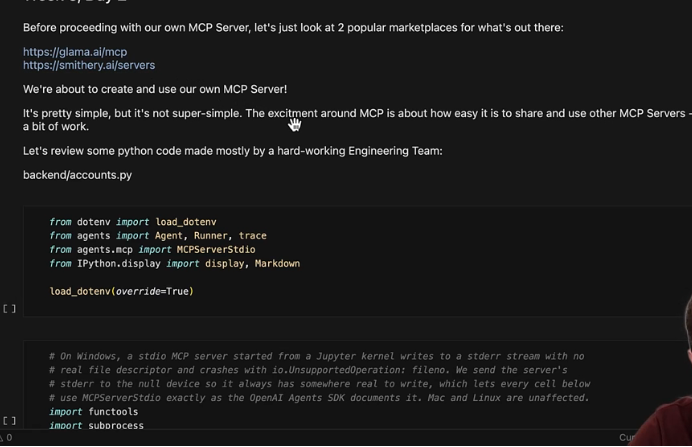 Before proceeding with our own MCP Server, let's just look at 2 popular marketplaces for what's out there:
https://glama.ai/mcp
https://smithery.ai/servers
We're about to create and use our own MCP Server!
It's pretty simple, but it's not super-simple. The excitment around MCP is about how easy it is to share and use other MCP Servers -
a bit of work.
Let's review some python code made mostly by a hard-working Engineering Team:
backend/accounts.py
from dotenv import load_dotenv
from agents import Agent, Runner, trace
from agents.mcp import MCPServerStdio
from IPython.display import display, Markdown
load_dotenv(override=True)
[ ]
# On Windows, a stdio MCP server started from a Jupyter kernel writes to a stderr stream with no
# real file descriptor and crashes with io.UnsupportedOperation: fileno. We send the server's
# stderr to the null device so it always has somewhere real to write, which lets every cell below
# use MCPServerStdio exactly as the OpenAI Agents SDK documents it. Mac and Linux are unaffected.
import functools
[ ]
import subprocess
0